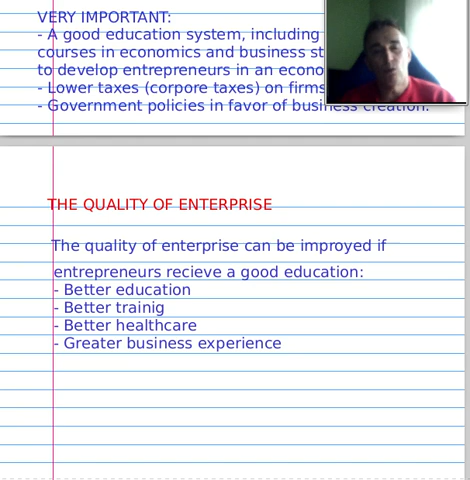 VERY IMPORTANT:
- A good education system, including
courses in economics and business st
to develop entrepreneurs in an econo
- Lower taxes (corpore taxes) on firms
- Government policies in favor of business creation.
THE QUALITY OF ENTERPRISE
The quality of enterprise can be improyed if
entrepreneurs recieve a good education:
- Better education
- Better trainig
- Better healthcare
- Greater business experience